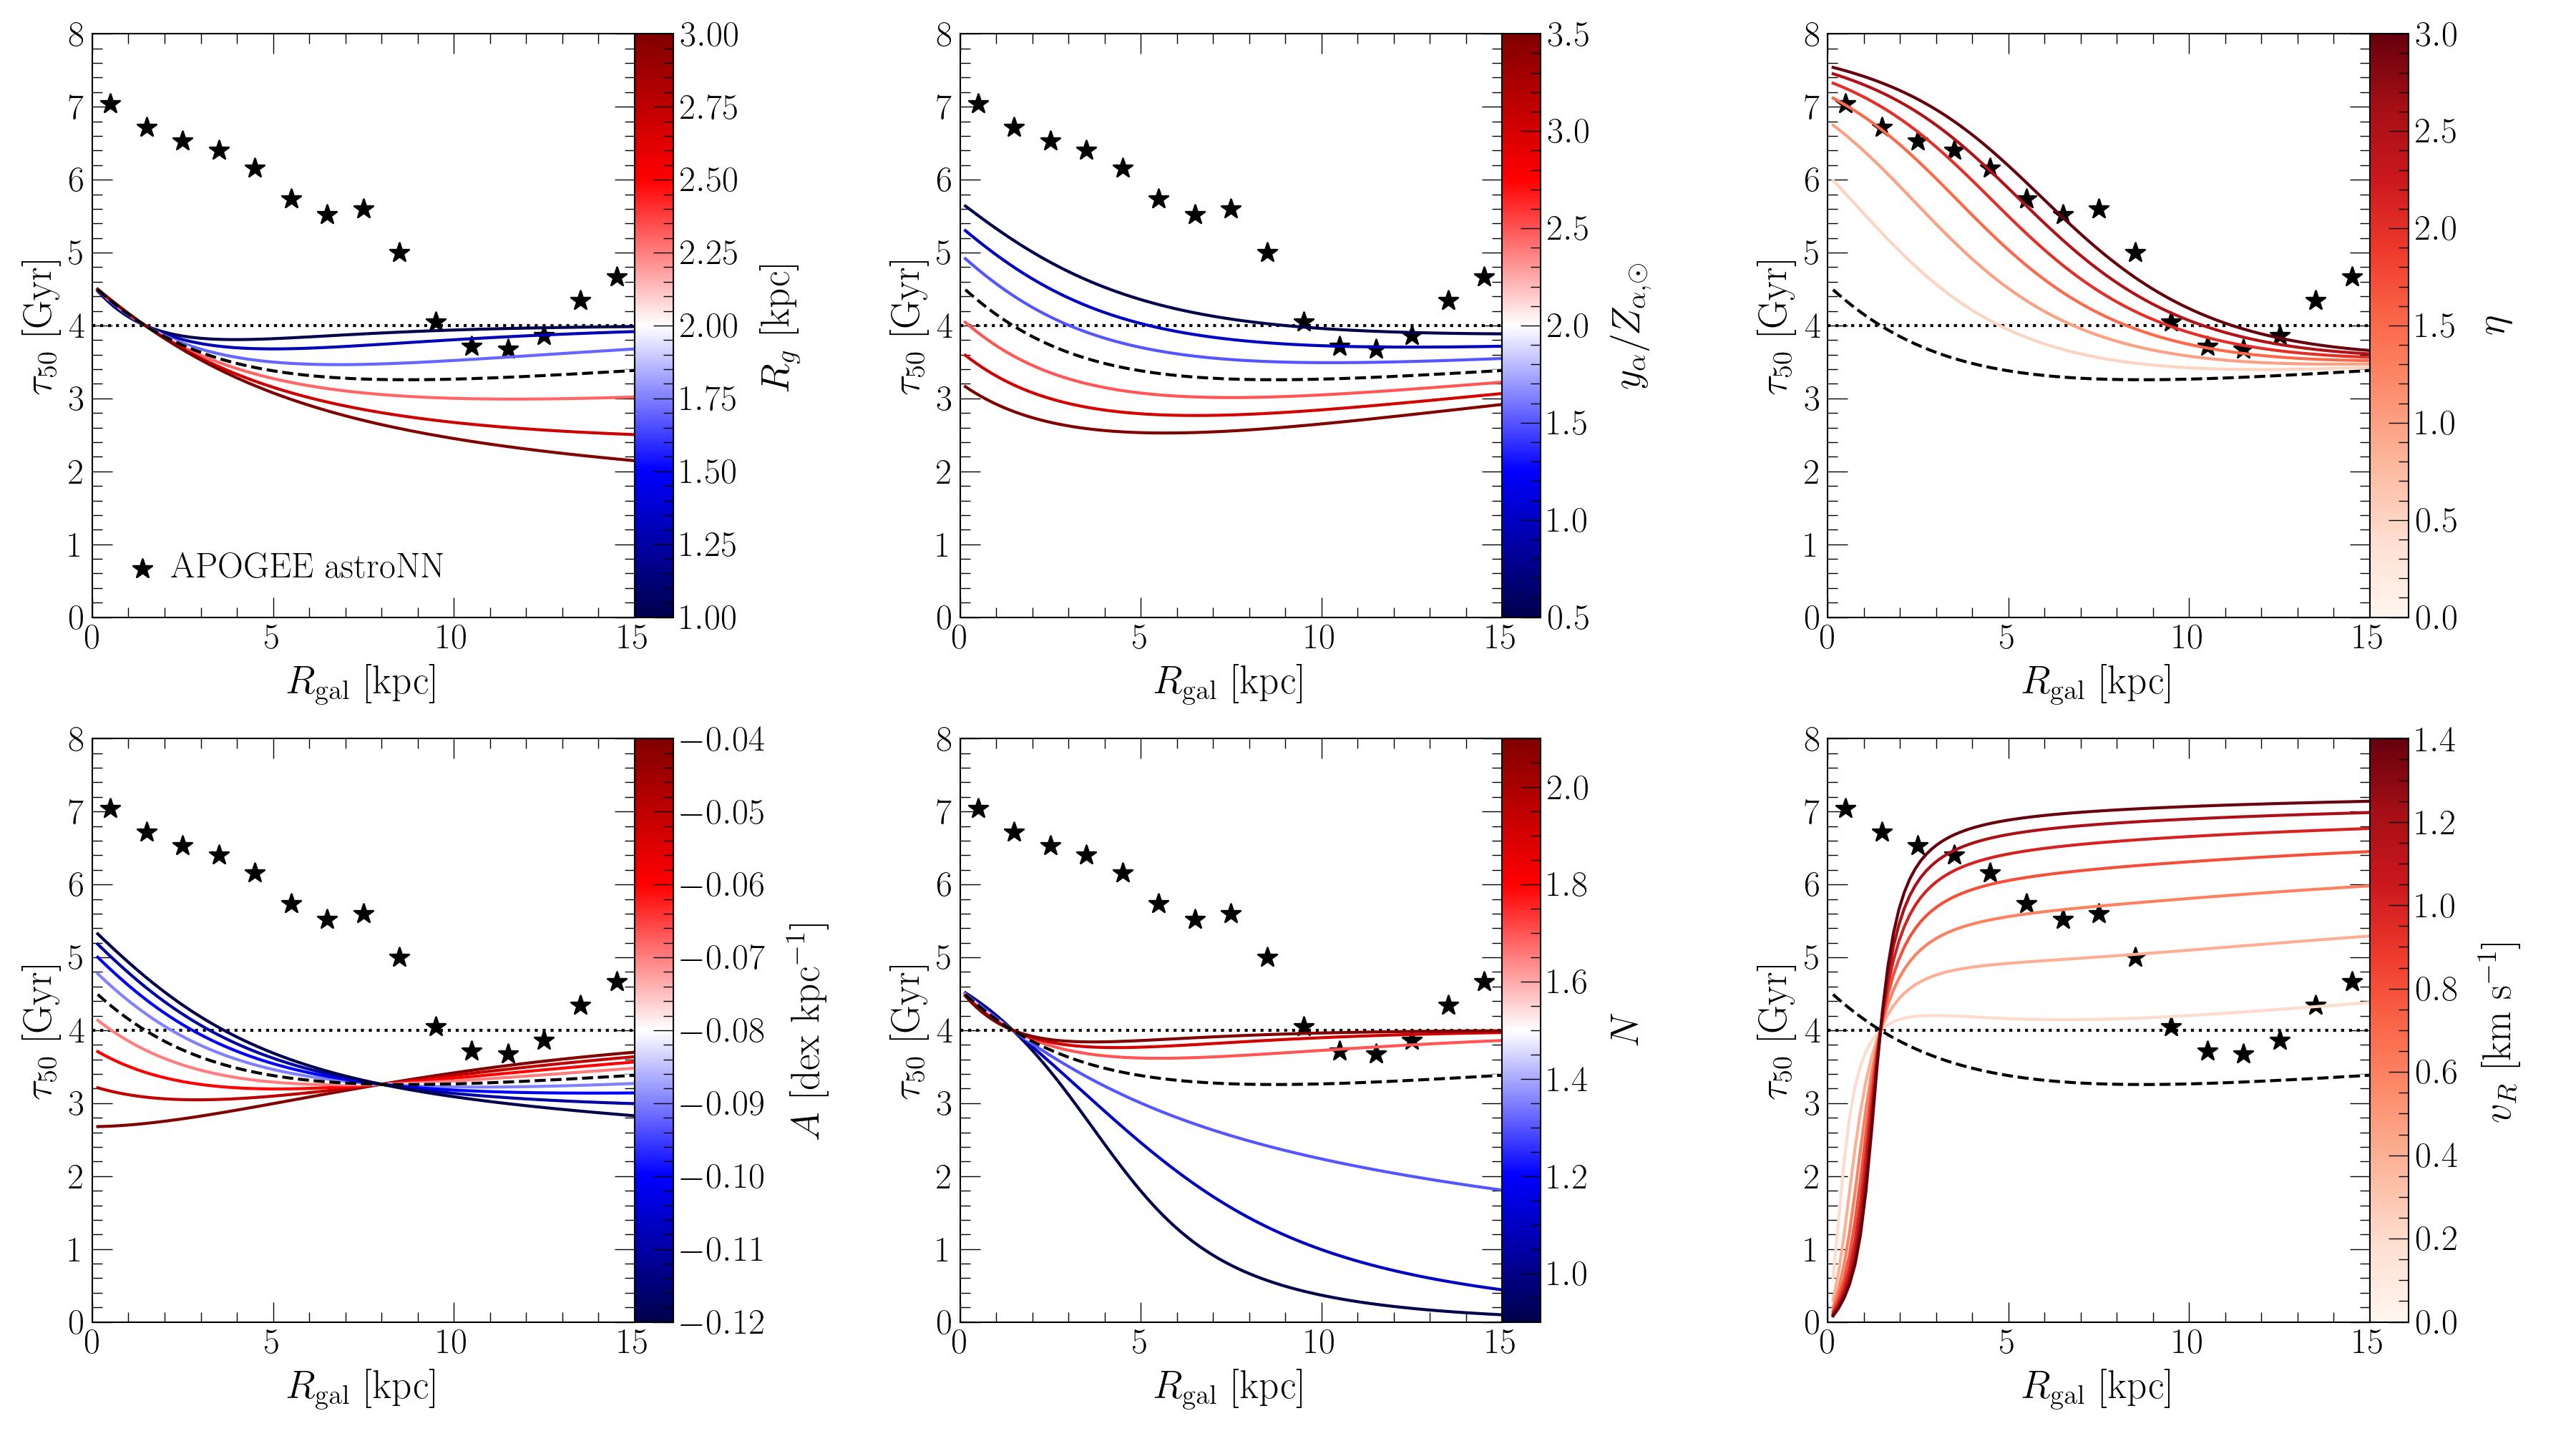 8 7 6 5 4 3 2 1 0
τ₅₀ [Gyr]
★ APOGEE astroNN
0 5 10 15
R_gal [kpc]
3.00 2.75 2.50 2.25 2.00 1.75 1.50 1.25 1.00
R_g [kpc]
8 7 6 5 4 3 2 1 0
τ₅₀ [Gyr]
0 5 10 15
R_gal [kpc]
3.5 3.0 2.5 2.0 1.5 1.0 0.5
y_α/Z_α,⊙
8 7 6 5 4 3 2 1 0
τ₅₀ [Gyr]
0 5 10 15
R_gal [kpc]
3.0 2.5 2.0 1.5 1.0 0.5 0.0
η
8 7 6 5 4 3 2 1 0
τ₅₀ [Gyr]
0 5 10 15
R_gal [kpc]
−0.04 −0.05 −0.06 −0.07 −0.08 −0.09 −0.10 −0.11 −0.12
A [dex kpc⁻¹]
8 7 6 5 4 3 2 1 0
τ₅₀ [Gyr]
0 5 10 15
R_gal [kpc]
2.0 1.8 1.6 1.4 1.2 1.0
N
8 7 6 5 4 3 2 1 0
τ₅₀ [Gyr]
0 5 10 15
R_gal [kpc]
1.4 1.2 1.0 0.8 0.6 0.4 0.2 0.0
v_R [km s⁻¹]